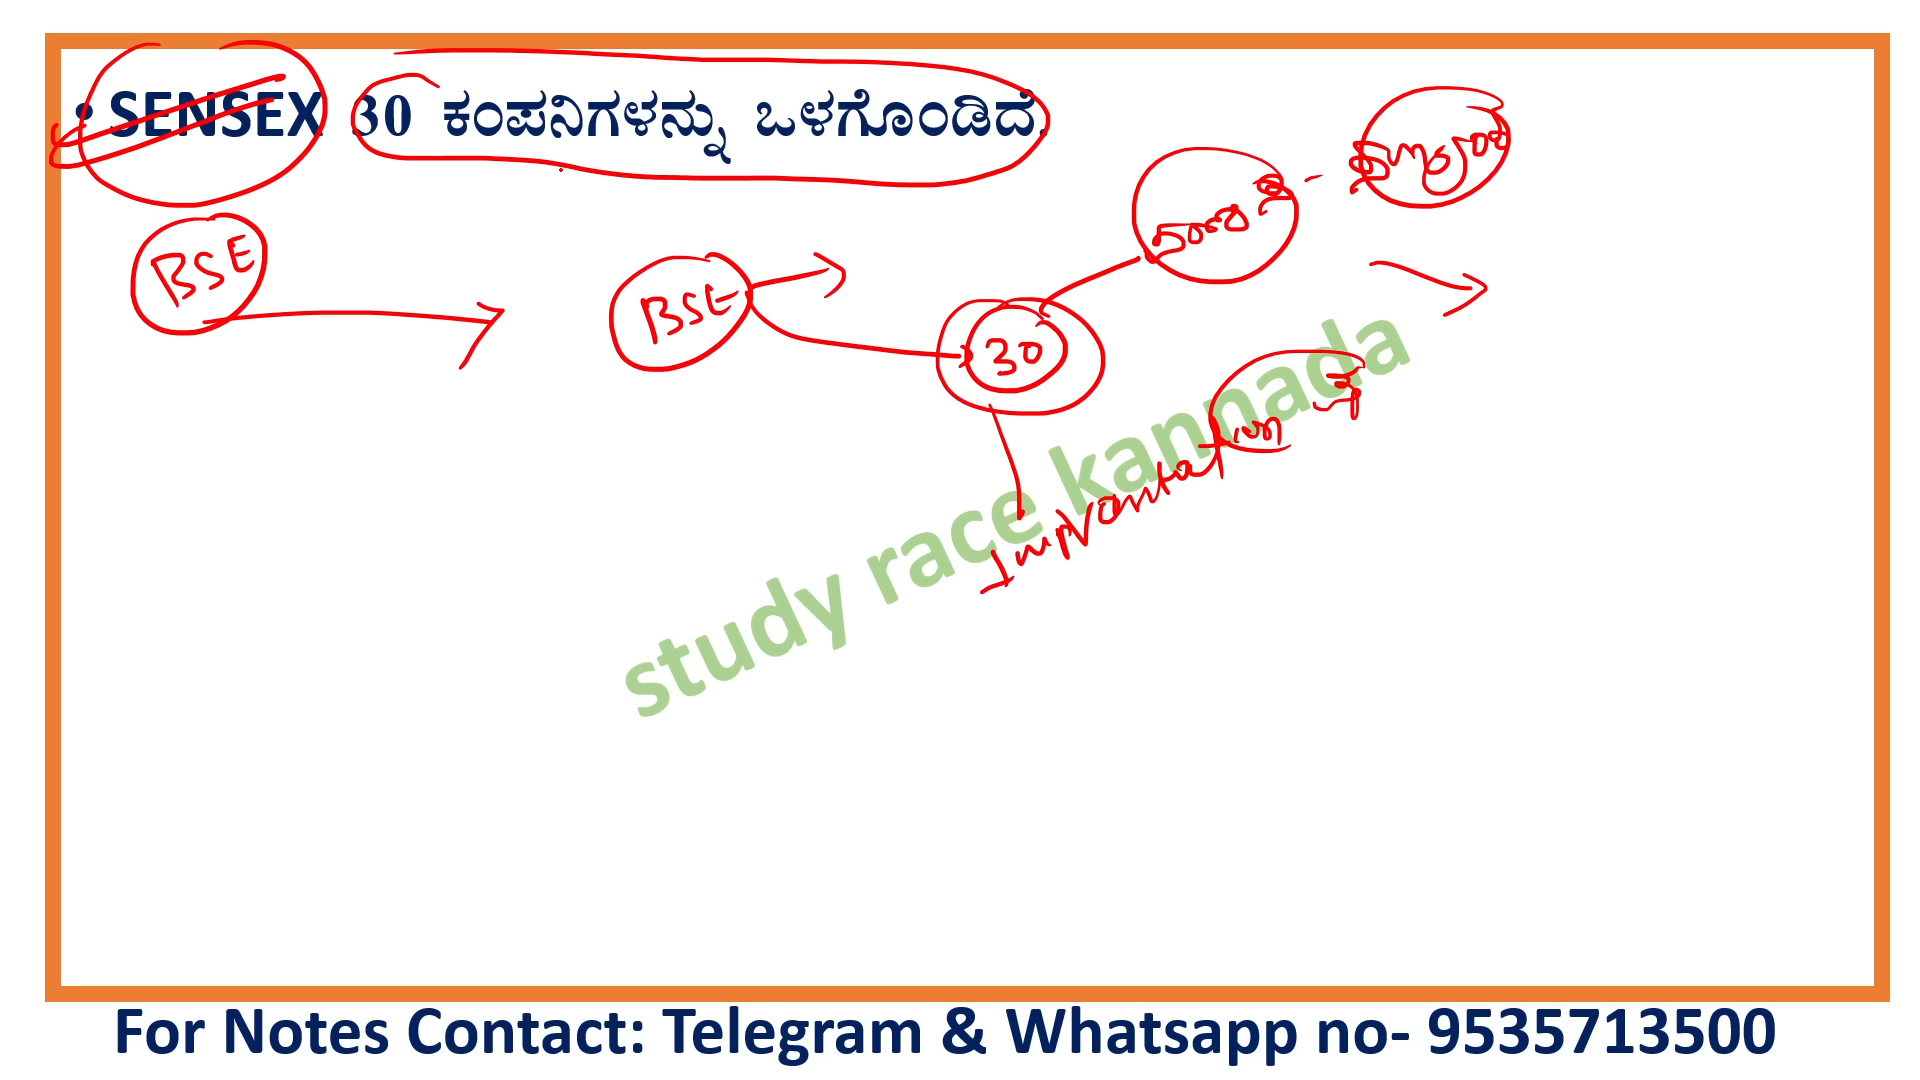 • SENSEX 30 ಕಂಪನಿಗಳನ್ನು ಒಳಗೊಂಡಿದೆ.
BSE
BSE
30
study race kannada
For Notes Contact: Telegram & Whatsapp no- 9535713500